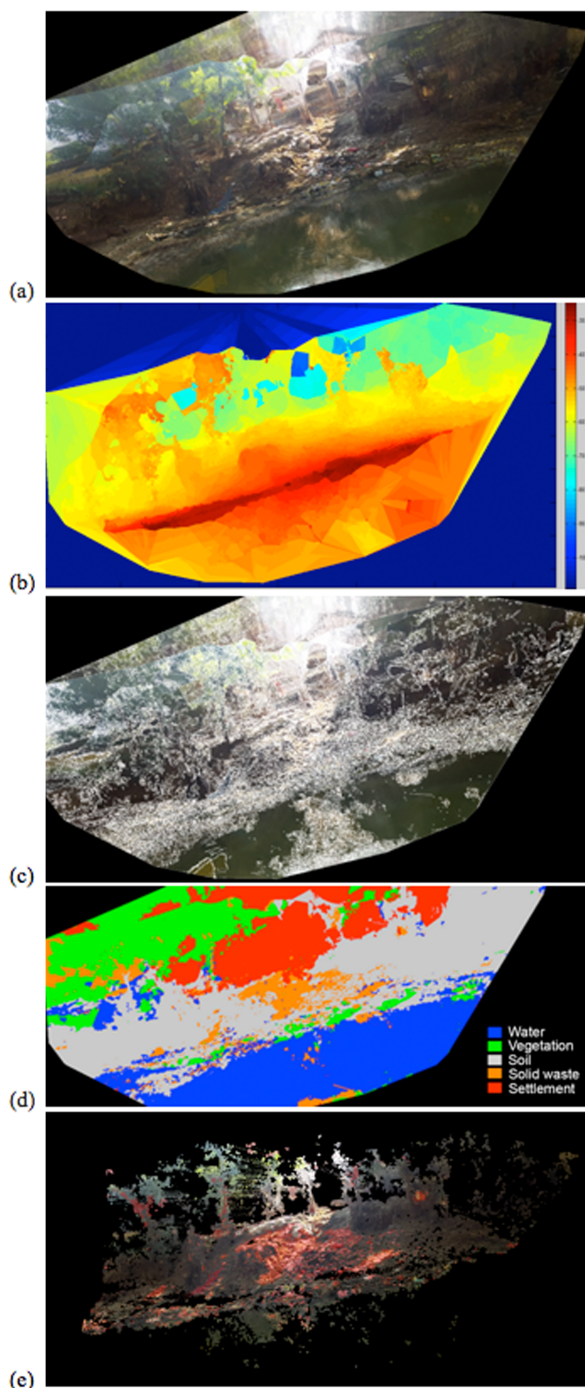 (a)
(b)
(c)
Water
Vegetation
Soil
Solid waste
Settlement
(d)
(e)